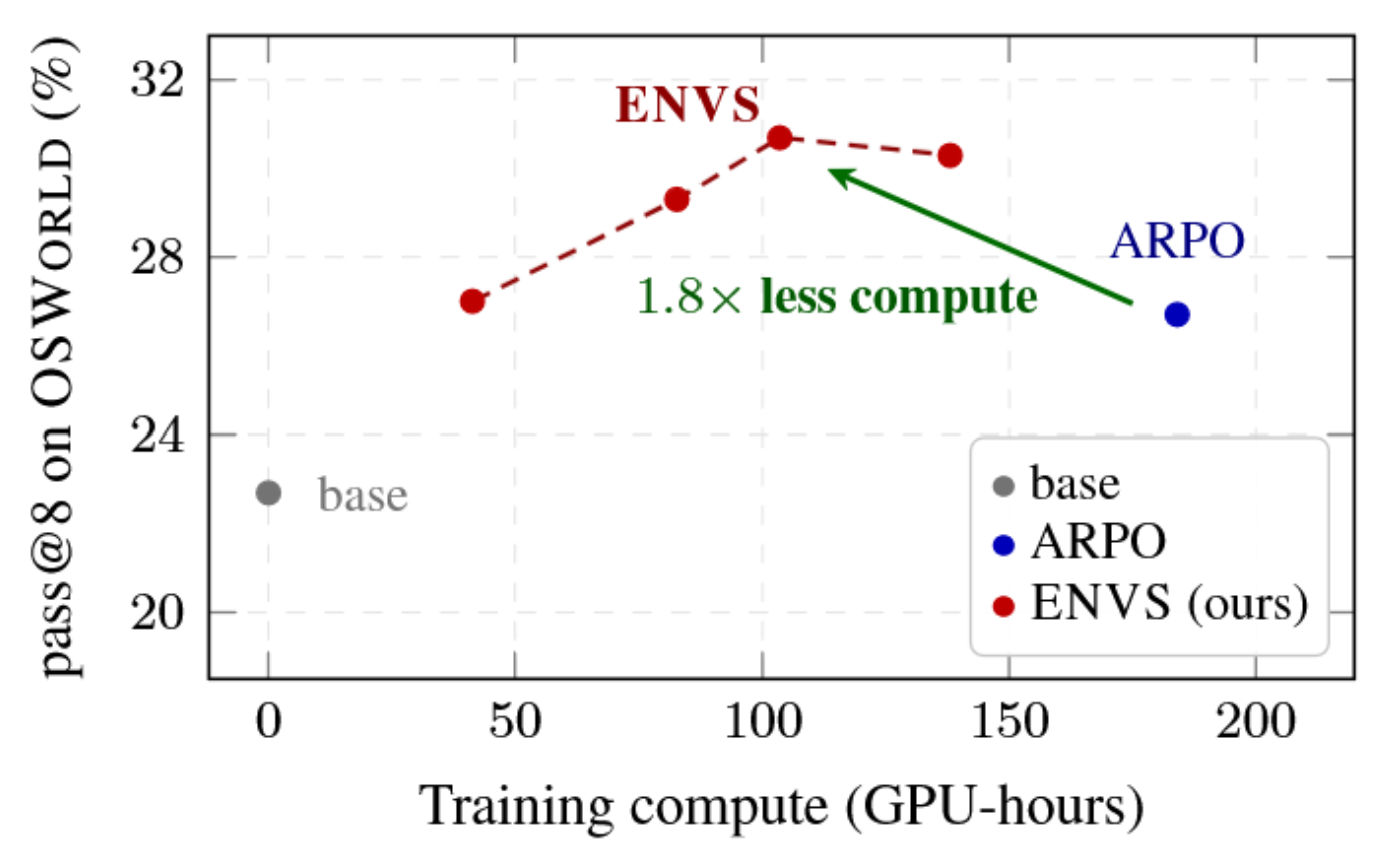 pass@8 on OSWORLD (%)
32
28
24
20
ENVS
ARPO
1.8× less compute
base
base
ARPO
ENVS (ours)
0 50 100 150 200
Training compute (GPU-hours)